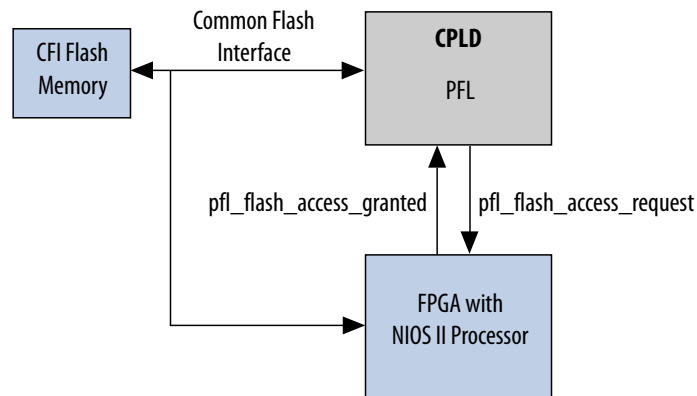 Common Flash
Interface
CFI Flash
Memory
CPLD
PFL
pfl_flash_access_granted
pfl_flash_access_request
FPGA with
NIOS II Processor